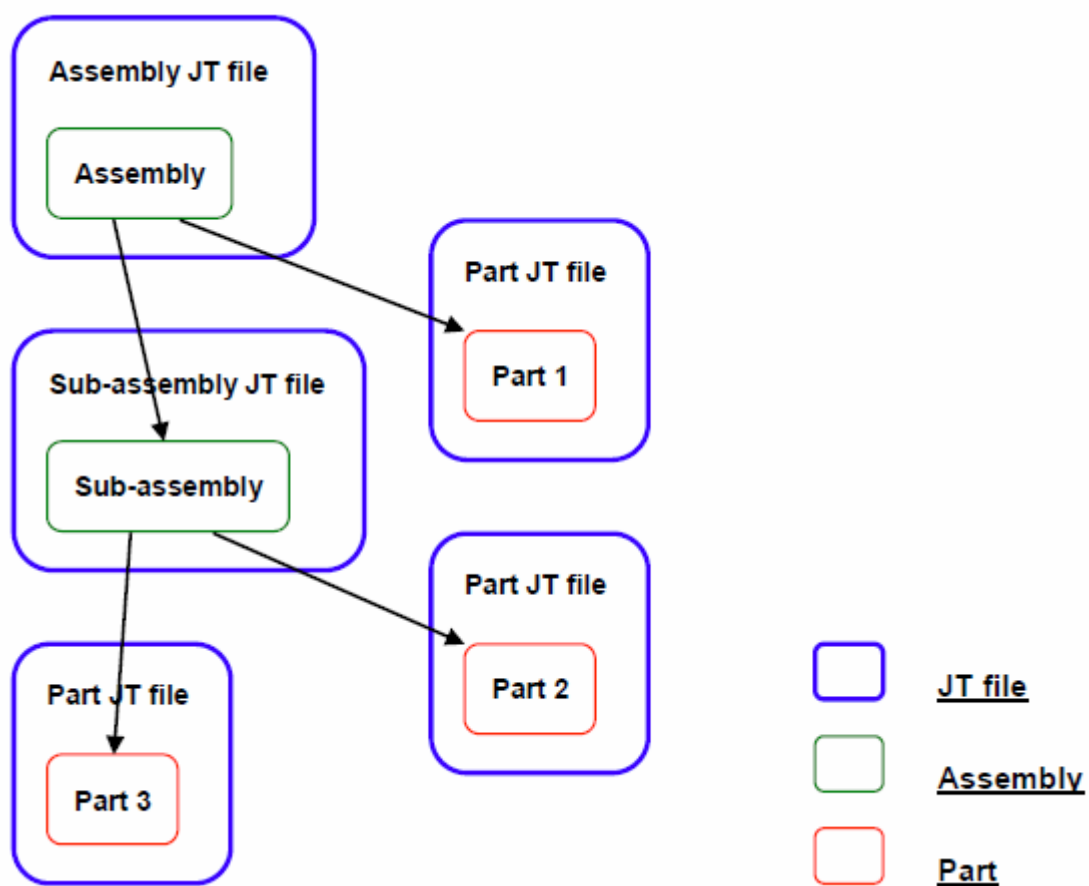 Assembly JT file
Assembly
Part JT file
Part 1
Sub-assembly JT file
Sub-assembly
Part JT file
Part 2
Part JT file
Part 3
JT file
Assembly
Part